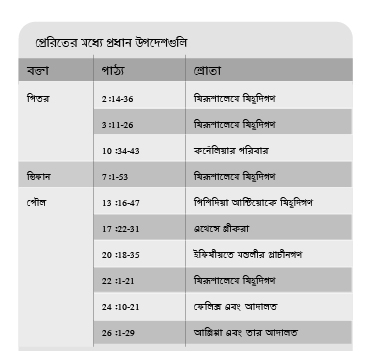 প্রেরিতের মধ্যে প্রধান উপদেশগুলি
বক্তা পাঠ্য শ্রোতা
পিতর 2 :14-36 যিরূশালেমে যিহূদিগণ
3 :11-26 যিরূশালেমে যিহূদিগণ
10 :34-43 কর্নেলিয়ার পরিবার
স্তিফান 7 :1-53 যিরূশালেমে যিহূদিগণ
পৌল 13 :16-47 পিসিদিয়া আন্টিয়োকে যিহূদিগণ
17 :22-31 এথেন্সে গ্রীকরা
20 :18-35 ইফিষীয়তে মন্ডলীর প্রাচীনগণ
22 :1-21 যিরূশালেমে যিহূদিগণ
24 :10-21 ফেলিক্স এবং আদালত
26 :1-29 আগ্রিপ্পা এবং তার আদালত